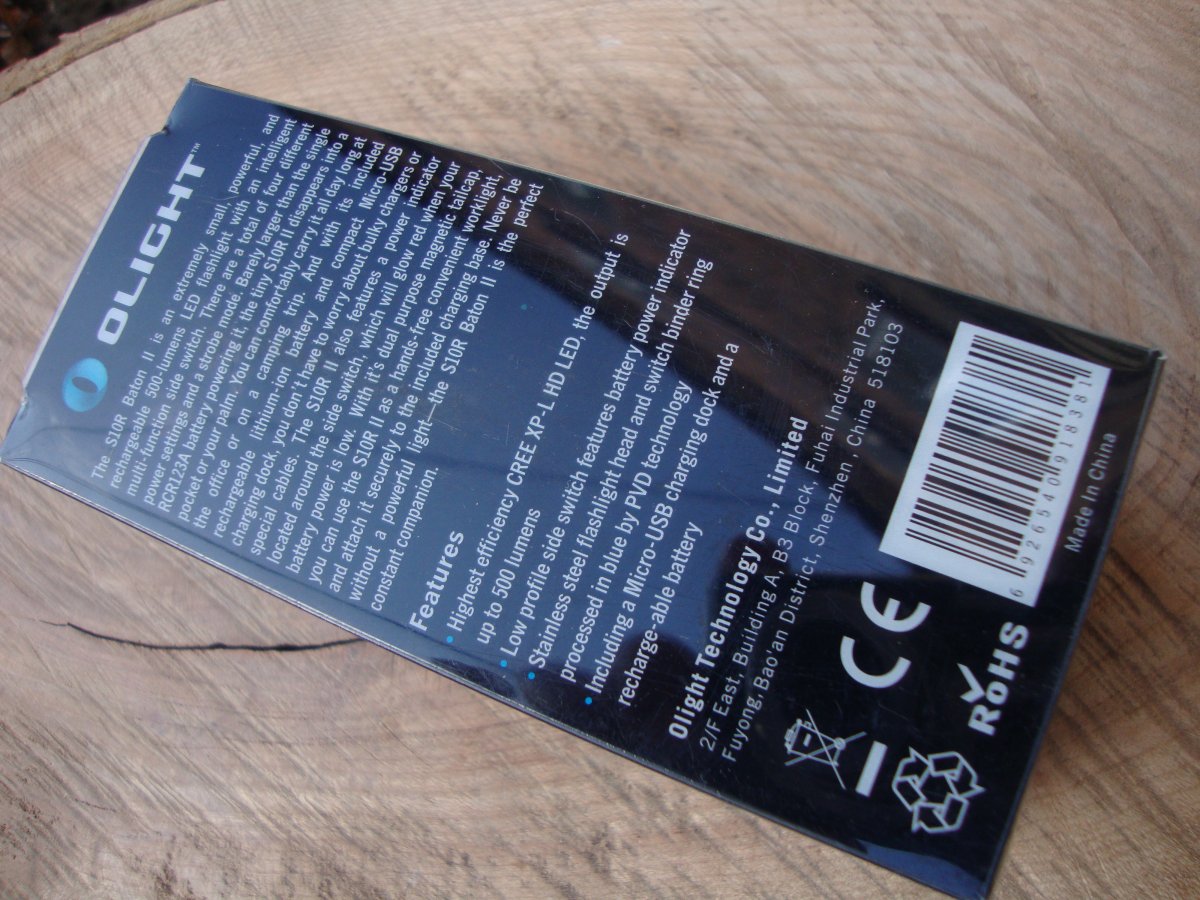 OLIGHT™
The S10R Baton II is an extremely small, powerful, and
rechargeable 500-lumens LED flashlight with an intelligent
multi-function side switch. There are a total of four different
power settings and a strobe mode. Barely larger than the single
RCR123A battery powering it, the tiny S10R II disappears into a
pocket or your palm. You can comfortably carry it all day long at
the office or on a camping trip. And with its included
rechargeable lithium-ion battery and compact Micro-USB
charging dock, you don't have to worry about bulky chargers or
special cables. The S10R II also features a power indicator
located around the side switch, which will glow red when your
battery power is low. With it's dual purpose magnetic tailcap,
you can use the S10R II as a hands-free convenient worklight,
and attach it securely to the included charging base. Never be
without a powerful light—the S10R Baton II is the perfect
constant companion.
Features
• Highest efficiency CREE XP-L HD LED, the output is
up to 500 lumens
• Low profile side switch features battery power indicator
• Stainless steel flashlight head and switch binder ring
processed in blue by PVD technology
• Including a Micro-USB charging dock and a
recharge-able battery
Olight Technology Co., Limited
2/F East, Building A, B3 Block, Fuhai Industrial Park,
Fuyong, Bao'an District, Shenzhen, China 518103
CE
RoHS
6 926540 918381
Made In China